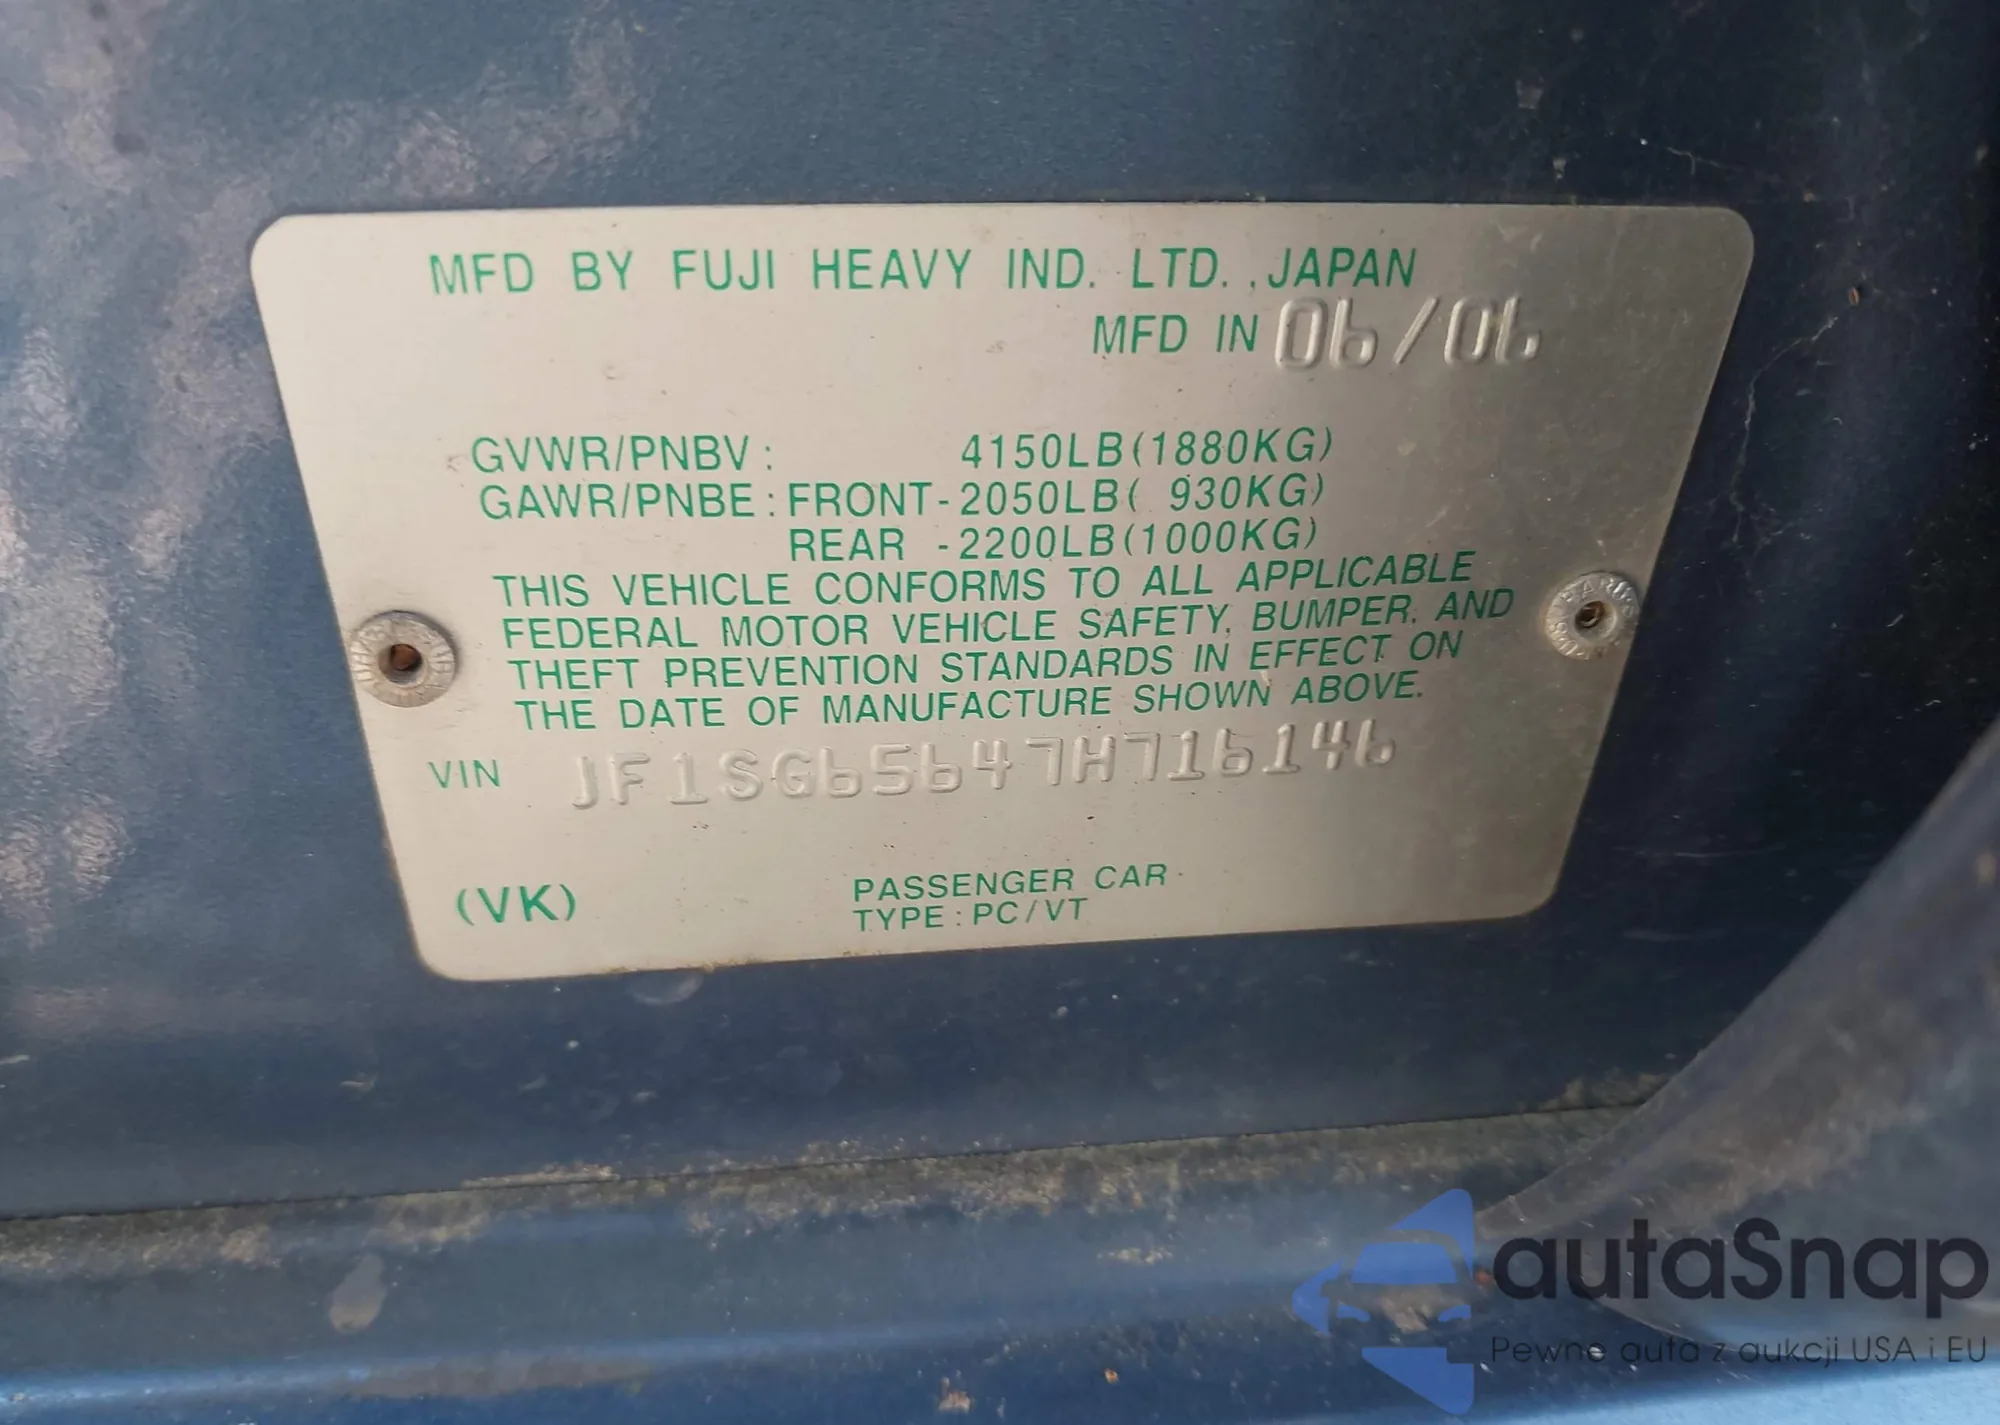 MFD BY FUJI HEAVY IND. LTD., JAPAN
MFD IN 06/06
GVWR/PNBV: 4150LB(1880KG)
GAWR/PNBE: FRONT-2050LB( 930KG)
REAR -2200LB(1000KG)
THIS VEHICLE CONFORMS TO ALL APPLICABLE
FEDERAL MOTOR VEHICLE SAFETY, BUMPER, AND
THEFT PREVENTION STANDARDS IN EFFECT ON
THE DATE OF MANUFACTURE SHOWN ABOVE.
VIN JF1SG65647H716146
(VK) PASSENGER CAR
TYPE: PC/VT
autaSnap
Pewne auta z aukcji USA i EU